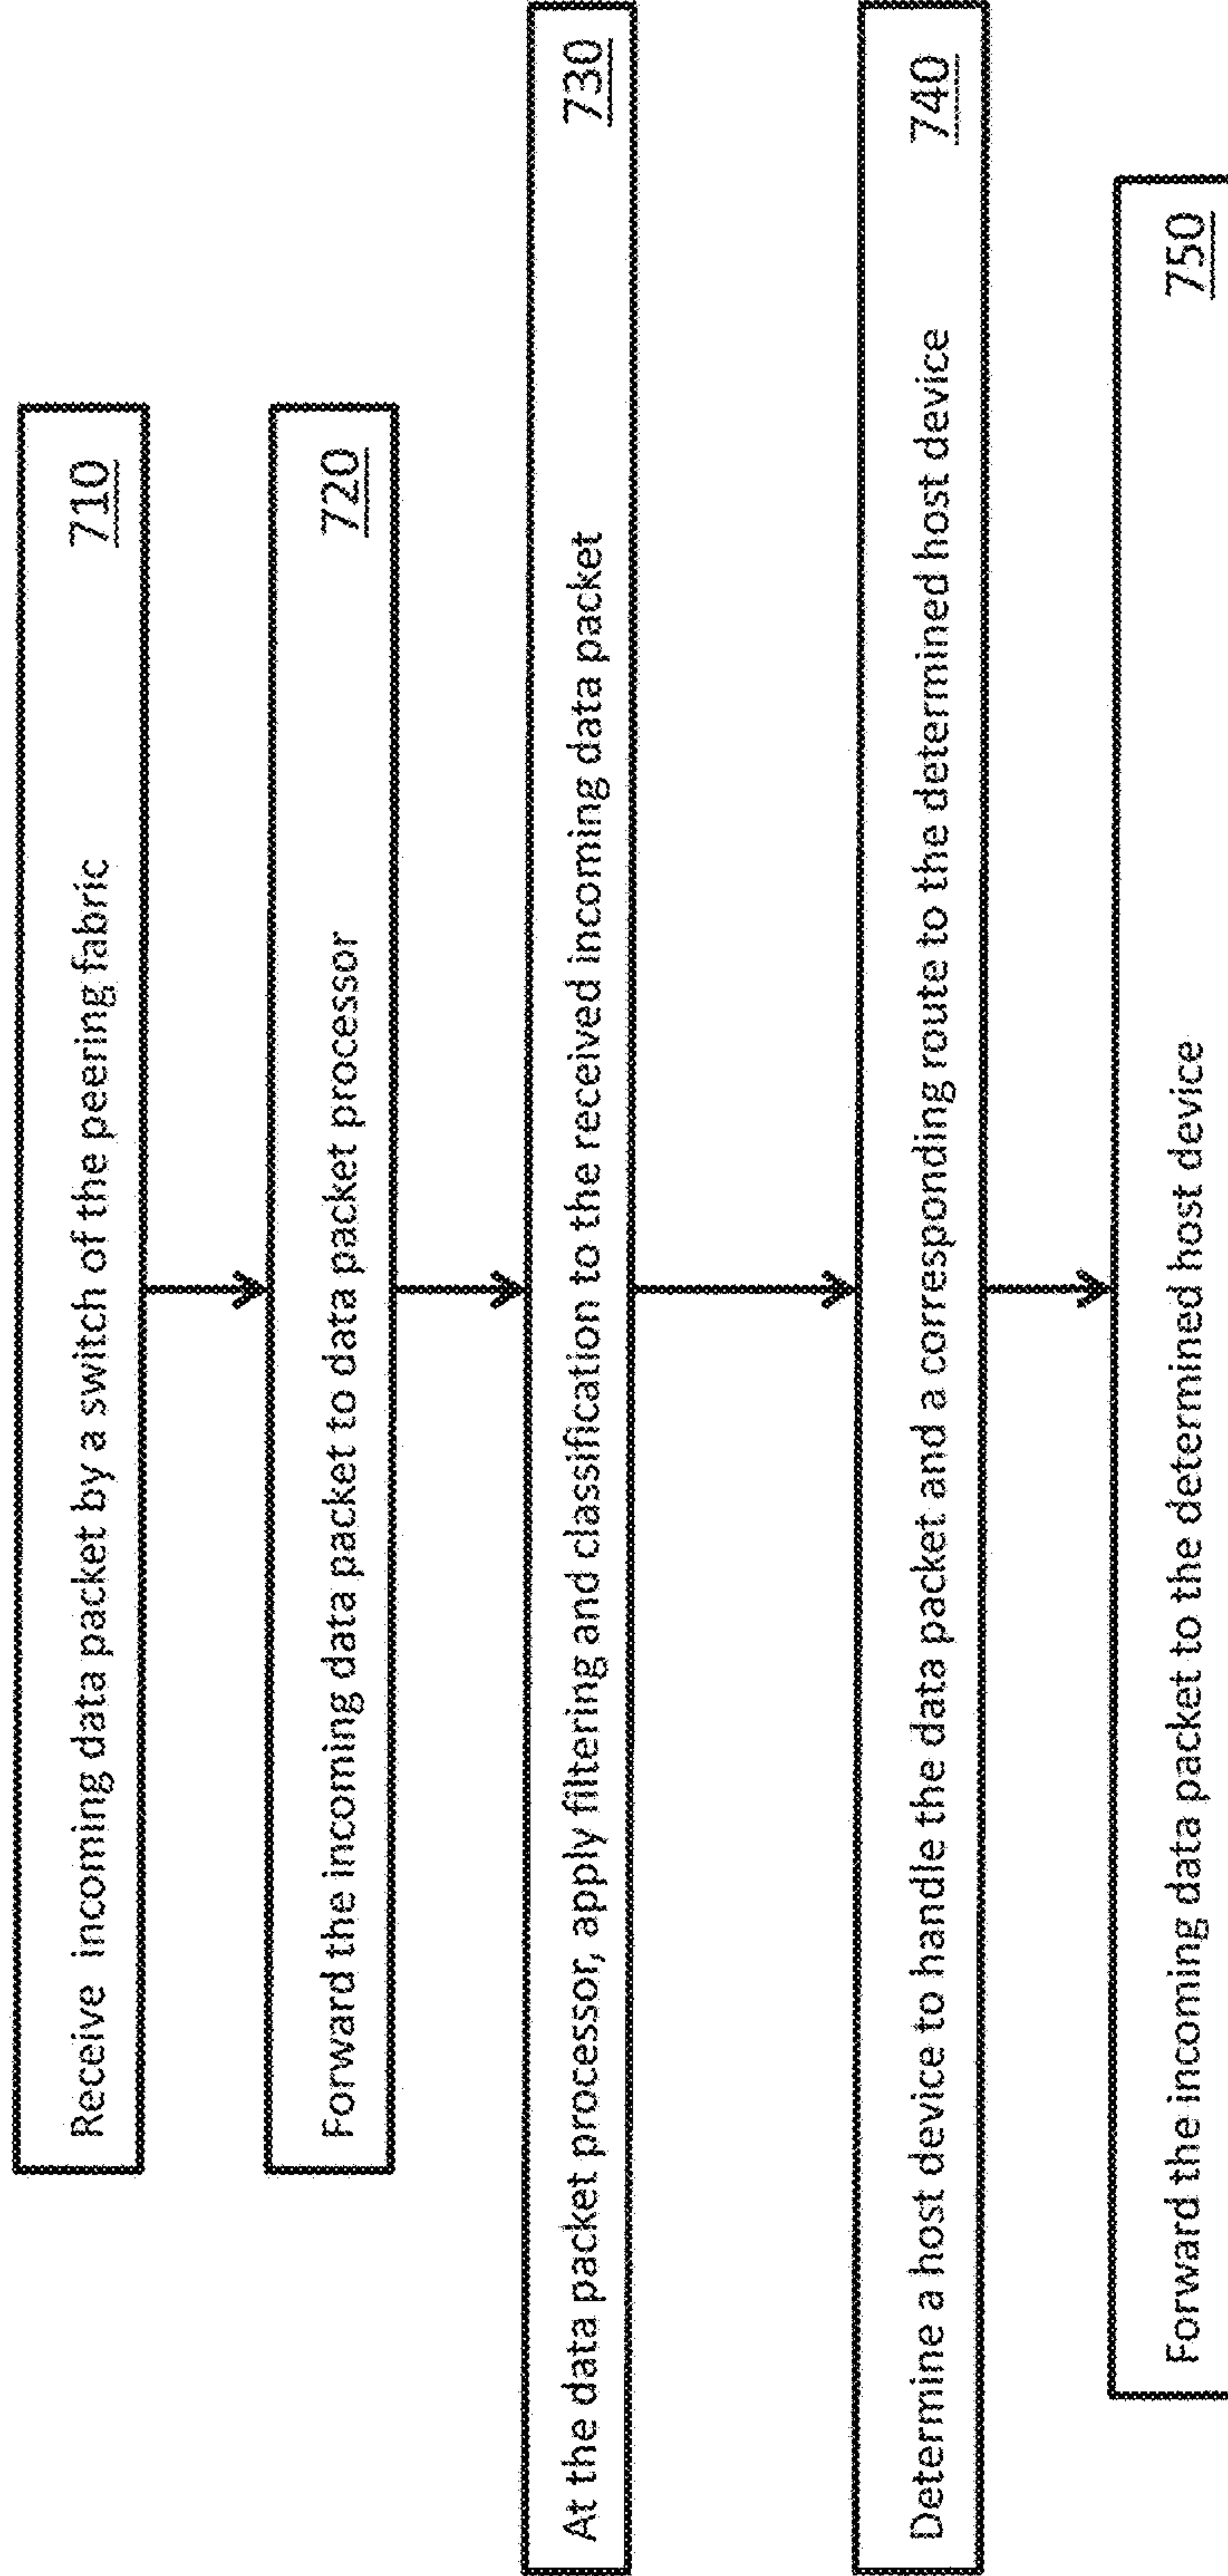 Receive incoming data packet by a switch of the peering fabric 710
Forward the incoming data packet to data packet processor 720
At the data packet processor, apply filtering and classification to the received incoming data packet 730
Determine a host device to handle the data packet and a corresponding route to the determined host device 740
Forward the incoming data packet to the determined host device 750